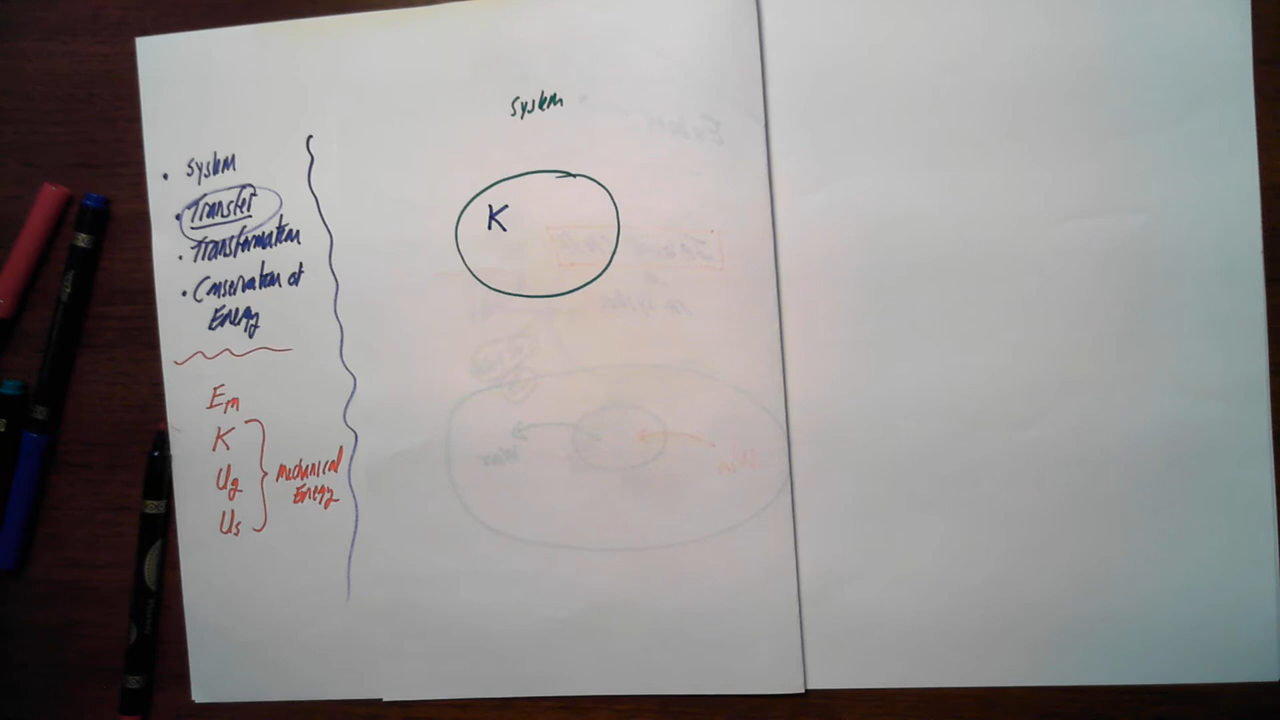 System
• System
• Transfer
• Transformation
• Conservation of
Energy
Em
K
Ug
Us
Mechanical
Energy
K